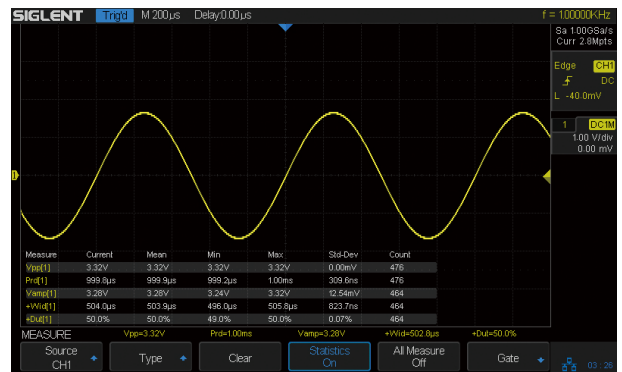 SIGLENT Trig'd M 200µs Delay:0.00µs f = 1.00000KHz
Sa 1.00GSa/s
Curr 2.8Mpts
Edge CH1
DC
L -40.0mV
1 DC1M
1.00 V/div
0.00 mV
1
Measure Current Mean Min Max Std-Dev Count
Vpp[1] 3.32V 3.32V 3.32V 3.32V 0.00mV 476
Prd[1] 999.8µs 999.9µs 999.2µs 1.00ms 309.6ns 476
Vamp[1] 3.28V 3.28V 3.24V 3.32V 12.54mV 464
+Wid[1] 504.0µs 503.9µs 496.0µs 505.8µs 823.7ns 464
+Dut[1] 50.0% 50.0% 49.0% 50.0% 0.07% 464
MEASURE Vpp=3.32V Prd=1.00ms Vamp=3.28V +Wid=502.8µs +Dut=50.0%
Source
CH1
Type
Clear
Statistics
On
All Measure
Off
Gate
03 : 26